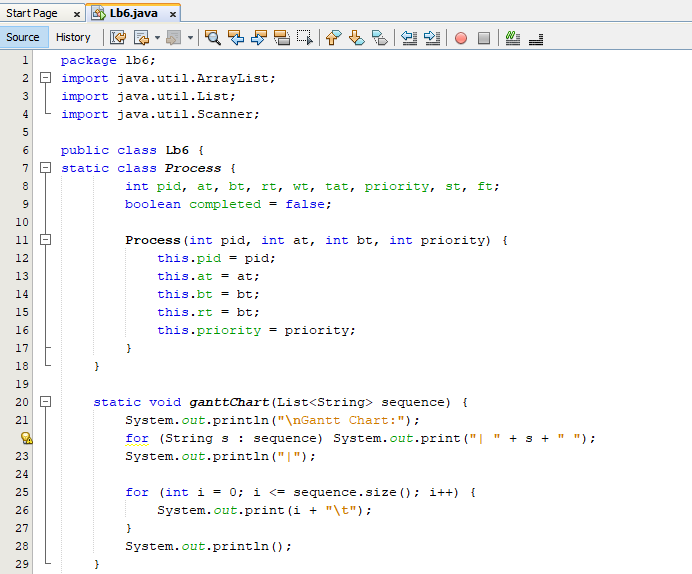 Start Page x Lb6.java x
Source History
1 package lb6;
2 import java.util.ArrayList;
3 import java.util.List;
4 import java.util.Scanner;
5
6 public class Lb6 {
7 static class Process {
8         int pid, at, bt, rt, wt, tat, priority, st, ft;
9         boolean completed = false;
10
11         Process(int pid, int at, int bt, int priority) {
12             this.pid = pid;
13             this.at = at;
14             this.bt = bt;
15             this.rt = bt;
16             this.priority = priority;
17         }
18     }
19
20     static void ganttChart(List<String> sequence) {
21         System.out.println("\nGantt Chart:");
        for (String s : sequence) System.out.print("| " + s + " ");
23         System.out.println("|");
24
25         for (int i = 0; i <= sequence.size(); i++) {
26             System.out.print(i + "\t");
27         }
28         System.out.println();
29     }